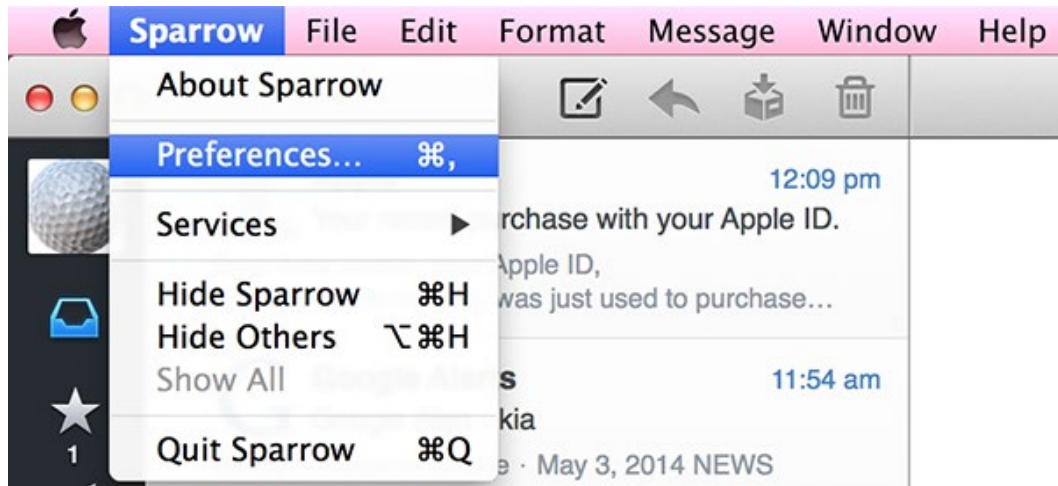 Sparrow File Edit Format Message Window Help
About Sparrow
Preferences... ⌘,
Services ▶
Hide Sparrow ⌘H
Hide Others ⌥⌘H
Show All
Quit Sparrow ⌘Q
12:09 pm
rchase with your Apple ID.
Apple ID,
was just used to purchase...
Google Alerts
11:54 am
kia
e · May 3, 2014 NEWS
1